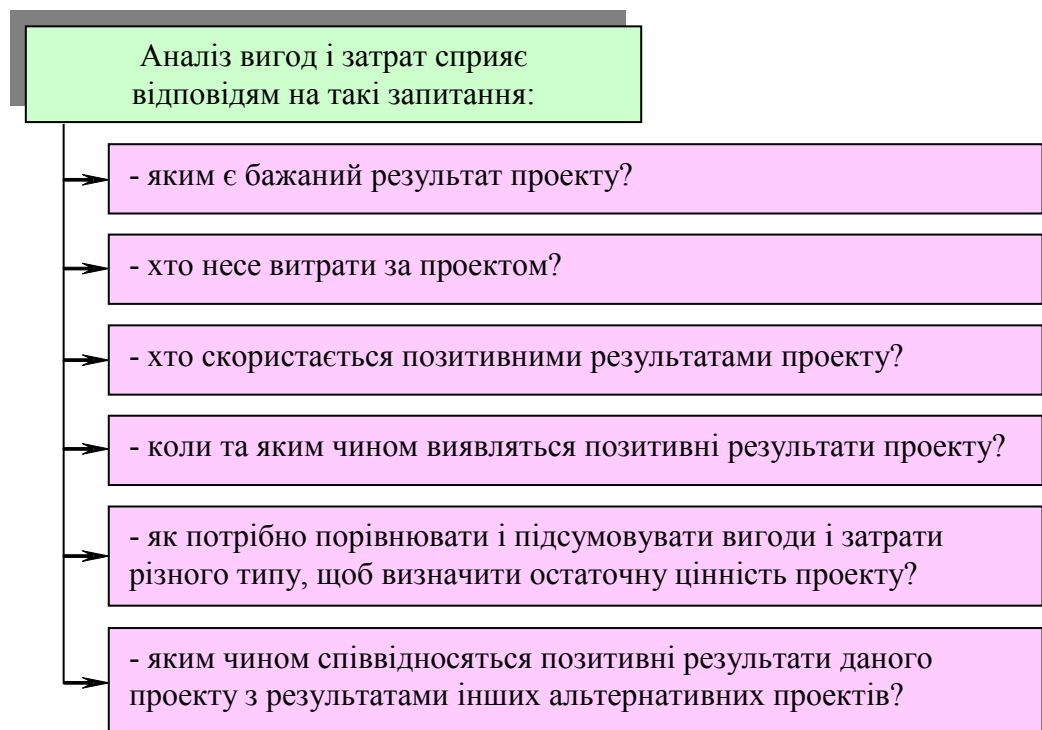 Аналіз вигод і затрат сприяє
відповідям на такі запитання:
- яким є бажаний результат проекту?
- хто несе витрати за проектом?
- хто скористається позитивними результатами проекту?
- коли та яким чином виявляться позитивні результати проекту?
- як потрібно порівнювати і підсумовувати вигоди і затрати
різного типу, щоб визначити остаточну цінність проекту?
- яким чином співвідносяться позитивні результати даного
проекту з результатами інших альтернативних проектів?